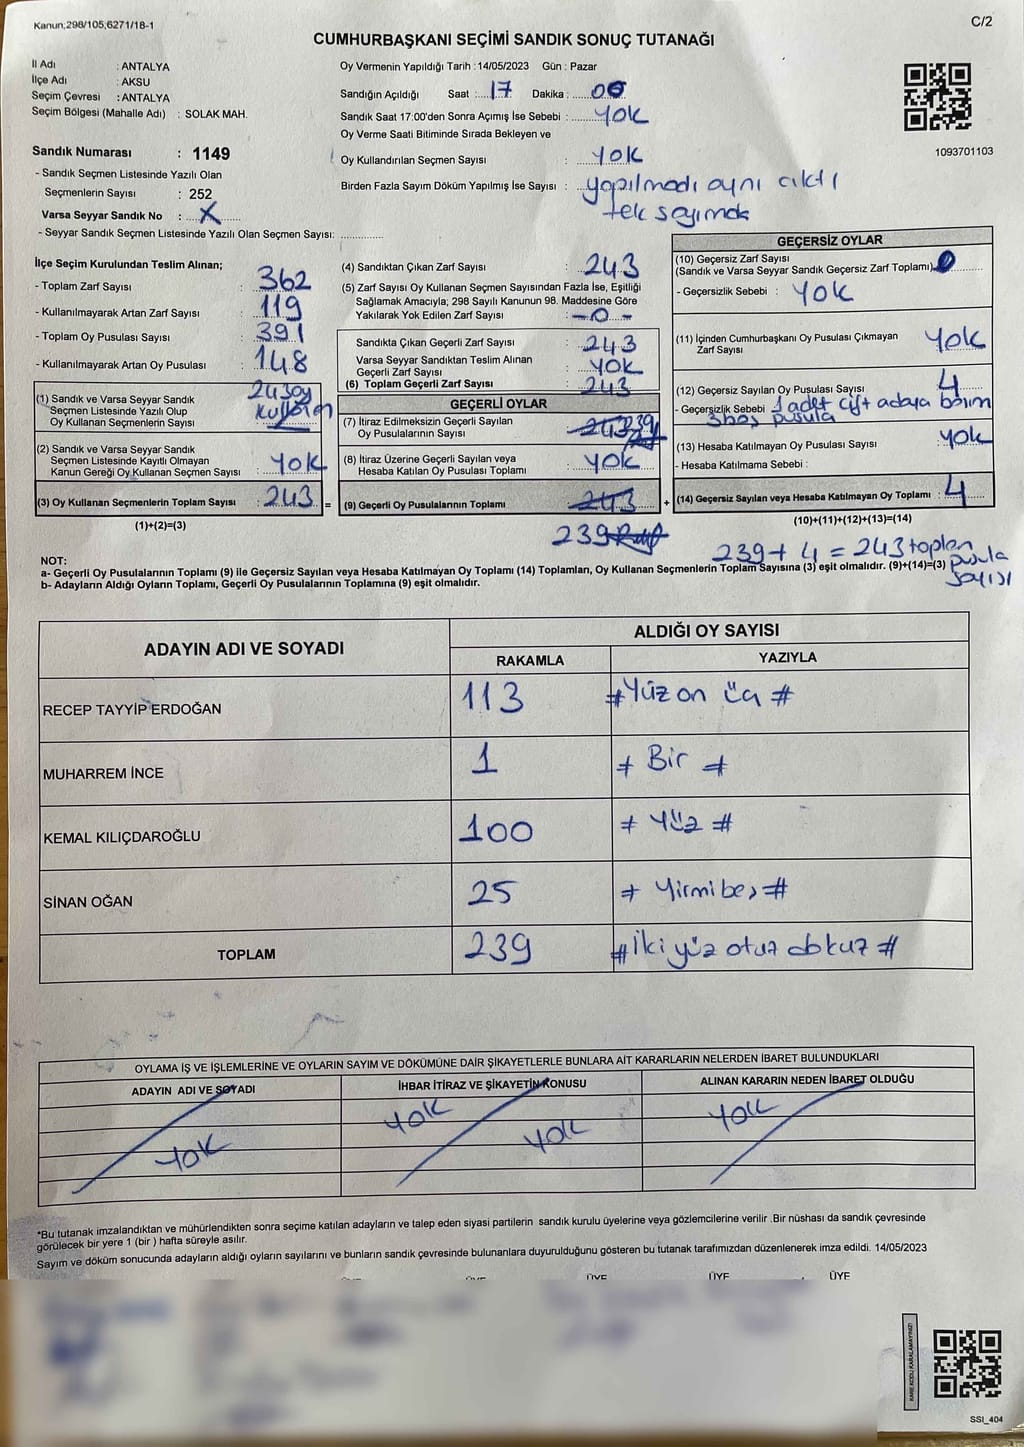 Kanun;298/105,6271/18-1
C/2
CUMHURBAŞKANI SEÇİMİ SANDIK SONUÇ TUTANAĞI
İl Adı : ANTALYA
İlçe Adı : AKSU
Seçim Çevresi : ANTALYA
Seçim Bölgesi (Mahalle Adı) : SOLAK MAH.
Sandık Numarası : 1149
- Sandık Seçmen Listesinde Yazılı Olan
Seçmenlerin Sayısı : 252
Varsa Seyyar Sandık No : X
- Seyyar Sandık Seçmen Listesinde Yazılı Olan Seçmen Sayısı:
Oy Vermenin Yapıldığı Tarih :14/05/2023 Gün : Pazar
Sandığın Açıldığı Saat :17 Dakika :00
Sandık Saat 17:00'den Sonra Açımış İse Sebebi : YOK
Oy Verme Saati Bitiminde Sırada Bekleyen ve
Oy Kullandırılan Seçmen Sayısı : YOK
Birden Fazla Sayım Döküm Yapılmış İse Sayısı : yapılmadı aynı çıktı
tek sayımda
1093701103
İlçe Seçim Kurulundan Teslim Alınan;
- Toplam Zarf Sayısı : 362
- Kullanılmayarak Artan Zarf Sayısı : 119
- Toplam Oy Pusulası Sayısı : 391
- Kullanılmayarak Artan Oy Pusulası : 148
(1) Sandık ve Varsa Seyyar Sandık
Seçmen Listesinde Yazılı Olup
Oy Kullanan Seçmenlerin Sayısı : 243 oy
(2) Sandık ve Varsa Seyyar Sandık
Seçmen Listesinde Kayıtlı Olmayan
Kanun Gereği Oy Kullanan Seçmen Sayısı : YOK
(3) Oy Kullanan Seçmenlerin Toplam Sayısı : 243 =
(1)+(2)=(3)
(4) Sandıktan Çıkan Zarf Sayısı : 243
(5) Zarf Sayısı Oy Kullanan Seçmen Sayısından Fazla İse, Eşitliği
Sağlamak Amacıyla; 298 Sayılı Kanunun 98. Maddesine Göre
Yakılarak Yok Edilen Zarf Sayısı : -0-
Sandıkta Çıkan Geçerli Zarf Sayısı : 243
Varsa Seyyar Sandıktan Teslim Alınan
Geçerli Zarf Sayısı : YOK
(6) Toplam Geçerli Zarf Sayısı : 243
GEÇERLİ OYLAR
(7) İtiraz Edilmeksizin Geçerli Sayılan
Oy Pusulalarının Sayısı : 243 239
(8) İtiraz Üzerine Geçerli Sayılan veya
Hesaba Katılan Oy Pusulası Toplamı : YOK
(9) Geçerli Oy Pusulalarının Toplamı : 243 +
239
GEÇERSİZ OYLAR
(10) Geçersiz Zarf Sayısı
(Sandık ve Varsa Seyyar Sandık Geçersiz Zarf Toplamı): 0
- Geçersizlik Sebebi : YOK
(11) İçinden Cumhurbaşkanı Oy Pusulası Çıkmayan
Zarf Sayısı : YOK
(12) Geçersiz Sayılan Oy Pusulası Sayısı : 4
- Geçersizlik Sebebi 1 adet çift adaya basım
3 boş pusula
(13) Hesaba Katılmayan Oy Pusulası Sayısı : YOK
- Hesaba Katılmama Sebebi :
(14) Geçersiz Sayılan veya Hesaba Katılmayan Oy Toplamı : 4
(10)+(11)+(12)+(13)=(14)
239 + 4 = 243 toplam
pusula
sayısı
NOT:
a- Geçerli Oy Pusulalarının Toplamı (9) ile Geçersiz Sayılan veya Hesaba Katılmayan Oy Toplamı (14) Toplamları, Oy Kullanan Seçmenlerin Toplam Sayısına (3) eşit olmalıdır. (9)+(14)=(3)
b- Adayların Aldığı Oyların Toplamı, Geçerli Oy Pusulalarının Toplamına (9) eşit olmalıdır.
ADAYIN ADI VE SOYADI
ALDIĞI OY SAYISI
RAKAMLA
YAZIYLA
RECEP TAYYİP ERDOĞAN 113 #Yüz on üç #
MUHARREM İNCE 1 # Bir #
KEMAL KILIÇDAROĞLU 100 # Yüz #
SİNAN OĞAN 25 # Yirmi beş #
TOPLAM 239 # İki yüz otuz dokuz #
OYLAMA İŞ VE İŞLEMLERİNE VE OYLARIN SAYIM VE DÖKÜMÜNE DAİR ŞİKAYETLERLE BUNLARA AİT KARARLARIN NELERDEN İBARET BULUNDUKLARI
ADAYIN ADI VE SOYADI
İHBAR İTİRAZ VE ŞİKAYETİN KONUSU
ALINAN KARARIN NEDEN İBARET OLDUĞU
YOK
YOK
YOK
YOK
*Bu tutanak imzalandıktan ve mühürlendikten sonra seçime katılan adayların ve talep eden siyasi partilerin sandık kurulu üyelerine veya gözlemcilerine verilir .Bir nüshası da sandık çevresinde
görülecek bir yere 1 (bir ) hafta süreyle asılır.
Sayım ve döküm sonucunda adayların aldığı oyların sayılarını ve bunların sandık çevresinde bulunanlara duyurulduğunu gösteren bu tutanak tarafımızdan düzenlenerek imza edildi. 14/05/2023
ÜYE
ÜYE
ÜYE
KARE KODU KARALAMAYINIZ!
SSI_404